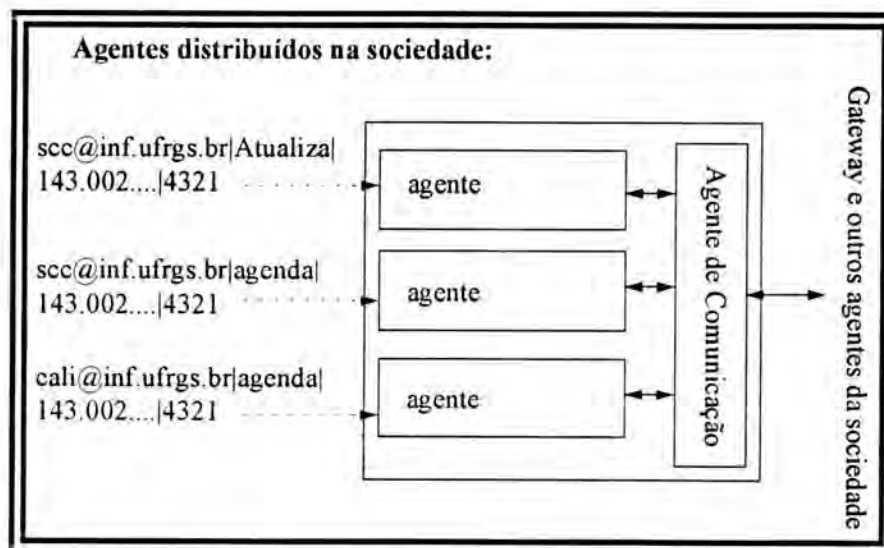 Agentes distribuídos na sociedade:
scc@inf.ufrgs.br|Atualiza|
143.002....|4321
agente
scc@inf.ufrgs.br|agenda|
143.002....|4321
agente
cali@inf.ufrgs.br|agenda|
143.002....|4321
agente
Agente de Comunicação
Gateway e outros agentes da sociedade